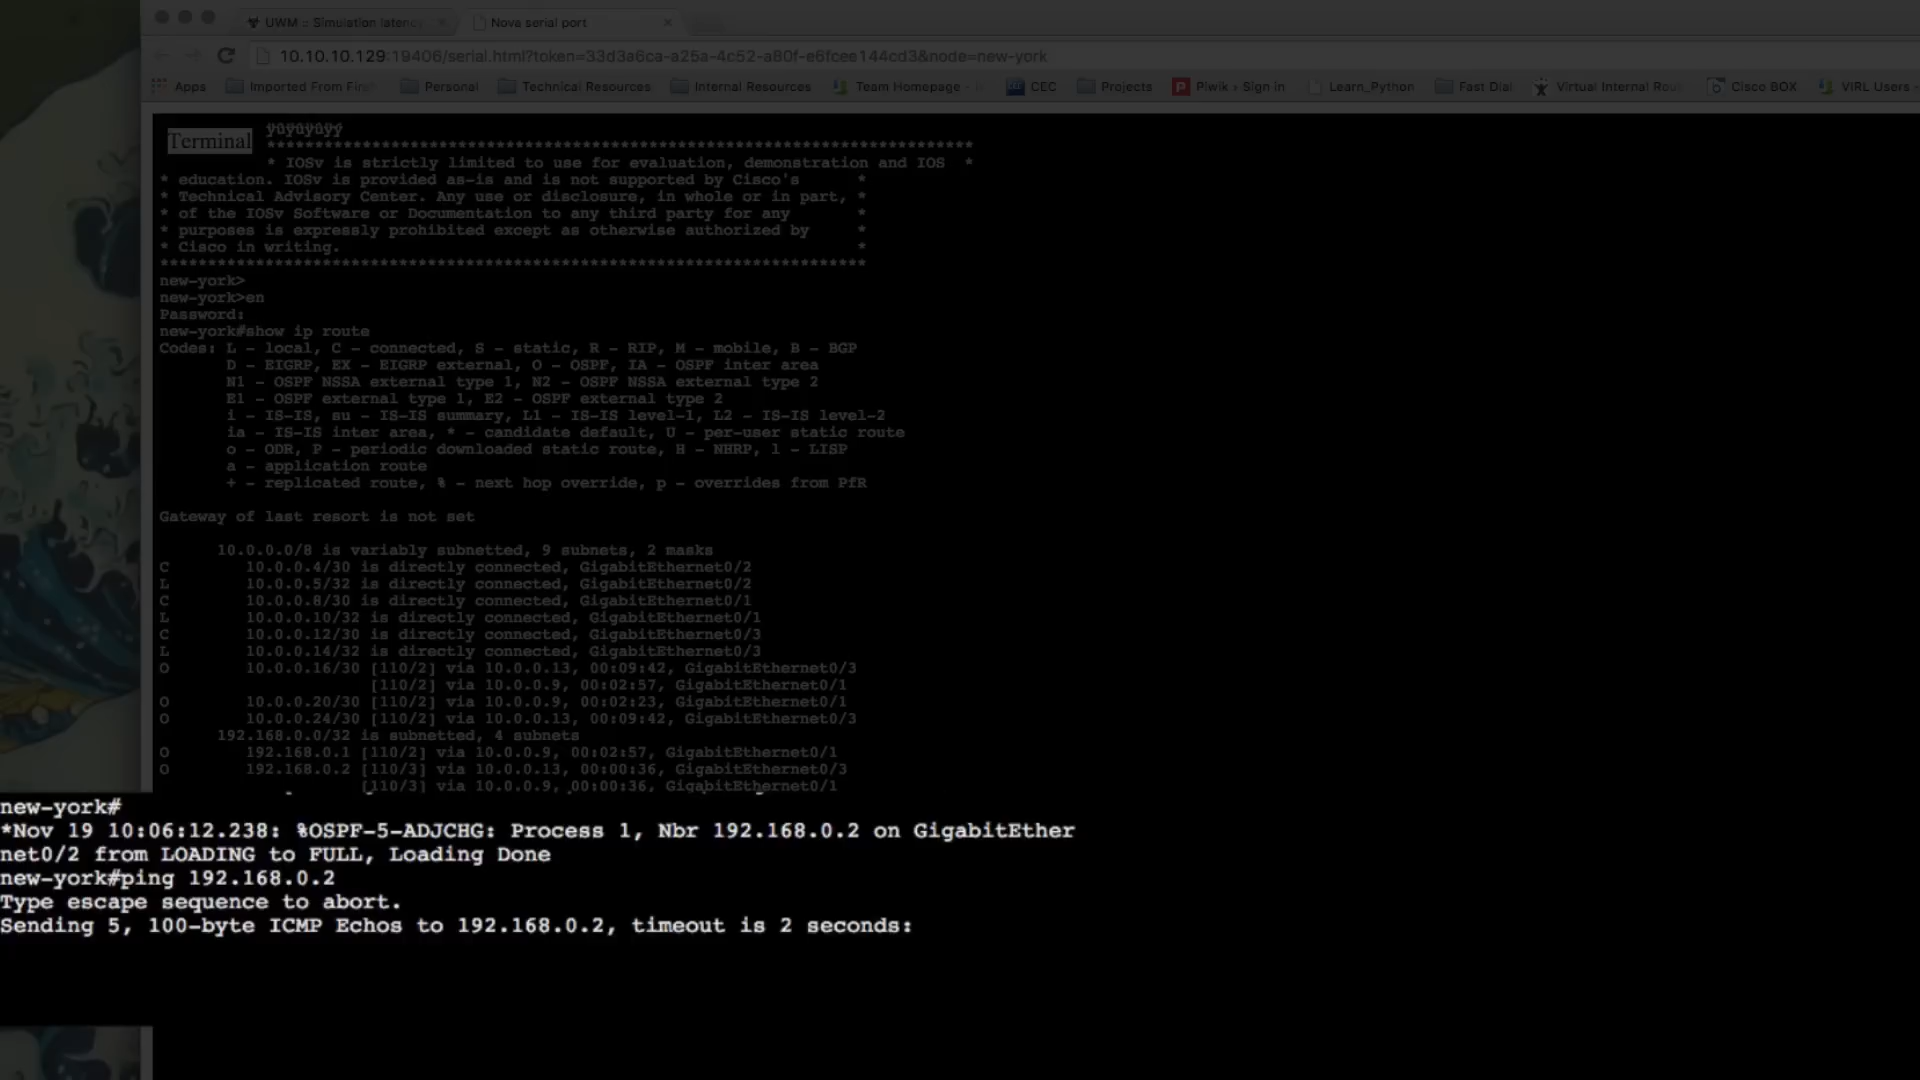 UWM :: Simulation latency
Nova serial port
10.10.10.129:19406/serial.html?token=33d3a6ca-a25a-4c52-a80f-e6fcee144cd3&node=new-york
Apps Imported From Personal Technical Resources Internal Resources Team Homepage - CEC Projects Piwik › Sign in Learn_Python Fast Dial Virtual Internet Cisco BOX VIRL Users -
Terminal ÿûÿûÿûÿý
**************************************************************************
* IOSv is strictly limited to use for evaluation, demonstration and IOS *
* education. IOSv is provided as-is and is not supported by Cisco's *
* Technical Advisory Center. Any use or disclosure, in whole or in part, *
* of the IOSv Software or Documentation to any third party for any *
* purposes is expressly prohibited except as otherwise authorized by *
* Cisco in writing. *
**************************************************************************
new-york>
new-york>en
Password:
new-york#show ip route
Codes: L - local, C - connected, S - static, R - RIP, M - mobile, B - BGP
D - EIGRP, EX - EIGRP external, O - OSPF, IA - OSPF inter area
N1 - OSPF NSSA external type 1, N2 - OSPF NSSA external type 2
E1 - OSPF external type 1, E2 - OSPF external type 2
i - IS-IS, su - IS-IS summary, L1 - IS-IS level-1, L2 - IS-IS level-2
ia - IS-IS inter area, * - candidate default, U - per-user static route
o - ODR, P - periodic downloaded static route, H - NHRP, l - LISP
a - application route
+ - replicated route, % - next hop override, p - overrides from PfR
Gateway of last resort is not set
10.0.0.0/8 is variably subnetted, 9 subnets, 2 masks
C 10.0.0.4/30 is directly connected, GigabitEthernet0/2
L 10.0.0.5/32 is directly connected, GigabitEthernet0/2
C 10.0.0.8/30 is directly connected, GigabitEthernet0/1
L 10.0.0.10/32 is directly connected, GigabitEthernet0/1
C 10.0.0.12/30 is directly connected, GigabitEthernet0/3
L 10.0.0.14/32 is directly connected, GigabitEthernet0/3
O 10.0.0.16/30 [110/2] via 10.0.0.13, 00:09:42, GigabitEthernet0/3
[110/2] via 10.0.0.9, 00:02:57, GigabitEthernet0/1
O 10.0.0.20/30 [110/2] via 10.0.0.9, 00:02:23, GigabitEthernet0/1
O 10.0.0.24/30 [110/2] via 10.0.0.13, 00:09:42, GigabitEthernet0/3
192.168.0.0/32 is subnetted, 4 subnets
O 192.168.0.1 [110/2] via 10.0.0.9, 00:02:57, GigabitEthernet0/1
O 192.168.0.2 [110/3] via 10.0.0.13, 00:00:36, GigabitEthernet0/3
[110/3] via 10.0.0.9, 00:00:36, GigabitEthernet0/1
new-york#
*Nov 19 10:06:12.238: %OSPF-5-ADJCHG: Process 1, Nbr 192.168.0.2 on GigabitEther
net0/2 from LOADING to FULL, Loading Done
new-york#ping 192.168.0.2
Type escape sequence to abort.
Sending 5, 100-byte ICMP Echos to 192.168.0.2, timeout is 2 seconds: